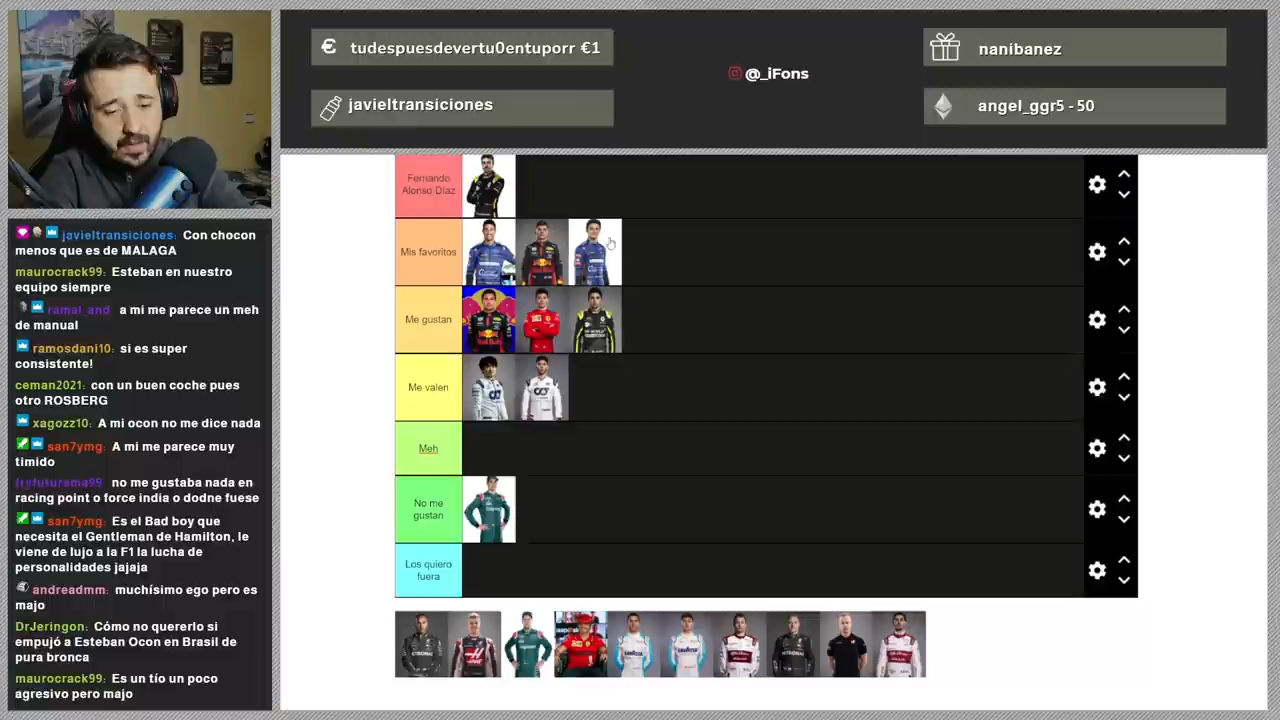 € tudespuesdevertu0entuporr €1
nanibanez
@_iFons
javieltransiciones
angel_ggr5 - 50
Fernando
Alonso Díaz
Mis favoritos
Me gustan
Me valen
Meh
No me
gustan
Los quiero
fuera
javieltransiciones: Con chocon
menos que es de MALAGA
maurocrack99: Esteban en nuestro
equipo siempre
ramal_and: a mi me parece un meh
de manual
ramosdani10: si es super
consistente!
ceman2021: con un buen coche pues
otro ROSBERG
xagozz10: A mi ocon no me dice nada
san7ymg: A mi me parece muy
timido
no me gustaba nada en
racing point o force india o dodne fuese
san7ymg: Es el Bad boy que
necesita el Gentleman de Hamilton, le
viene de lujo a la F1 la lucha de
personalidades jajaja
andreadmm: muchísimo ego pero es
majo
DrJeringon: Cómo no quererlo si
empujó a Esteban Ocon en Brasil de
pura bronca
maurocrack99: Es un tío un poco
agresivo pero majo